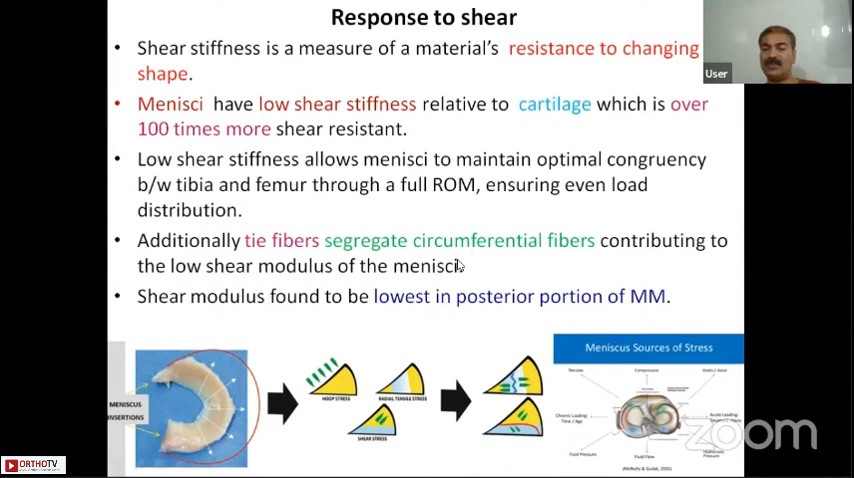 Response to shear
• Shear stiffness is a measure of a material's resistance to changing
shape.
• Menisci have low shear stiffness relative to cartilage which is over
100 times more shear resistant.
• Low shear stiffness allows menisci to maintain optimal congruency
b/w tibia and femur through a full ROM, ensuring even load
distribution.
• Additionally tie fibers segregate circumferential fibers contributing to
the low shear modulus of the menisci
• Shear modulus found to be lowest in posterior portion of MM.
User
MENISCUS
INSERTIONS
HOOP STRESS
RADIAL TENSILE STRESS
SHEAR STRESS
Meniscus Sources of Stress
Tension
Compression
Strain / shear
Chronic Loading:
Time / Age
Acute Loading:
Fluid Pressure
Fluid Flow
Hydrostatic
Pressure
(McNulty & Guilak, 2015)
zoom
ORTHOTV